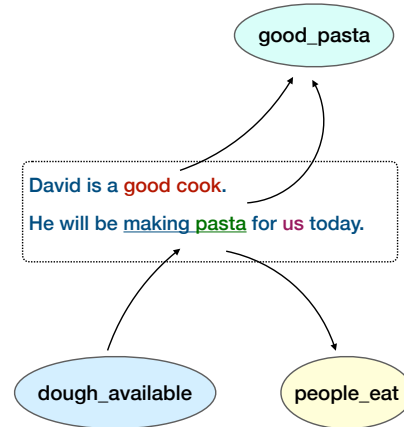 good_pasta
David is a good cook.
He will be making pasta for us today.
dough_available
people_eat